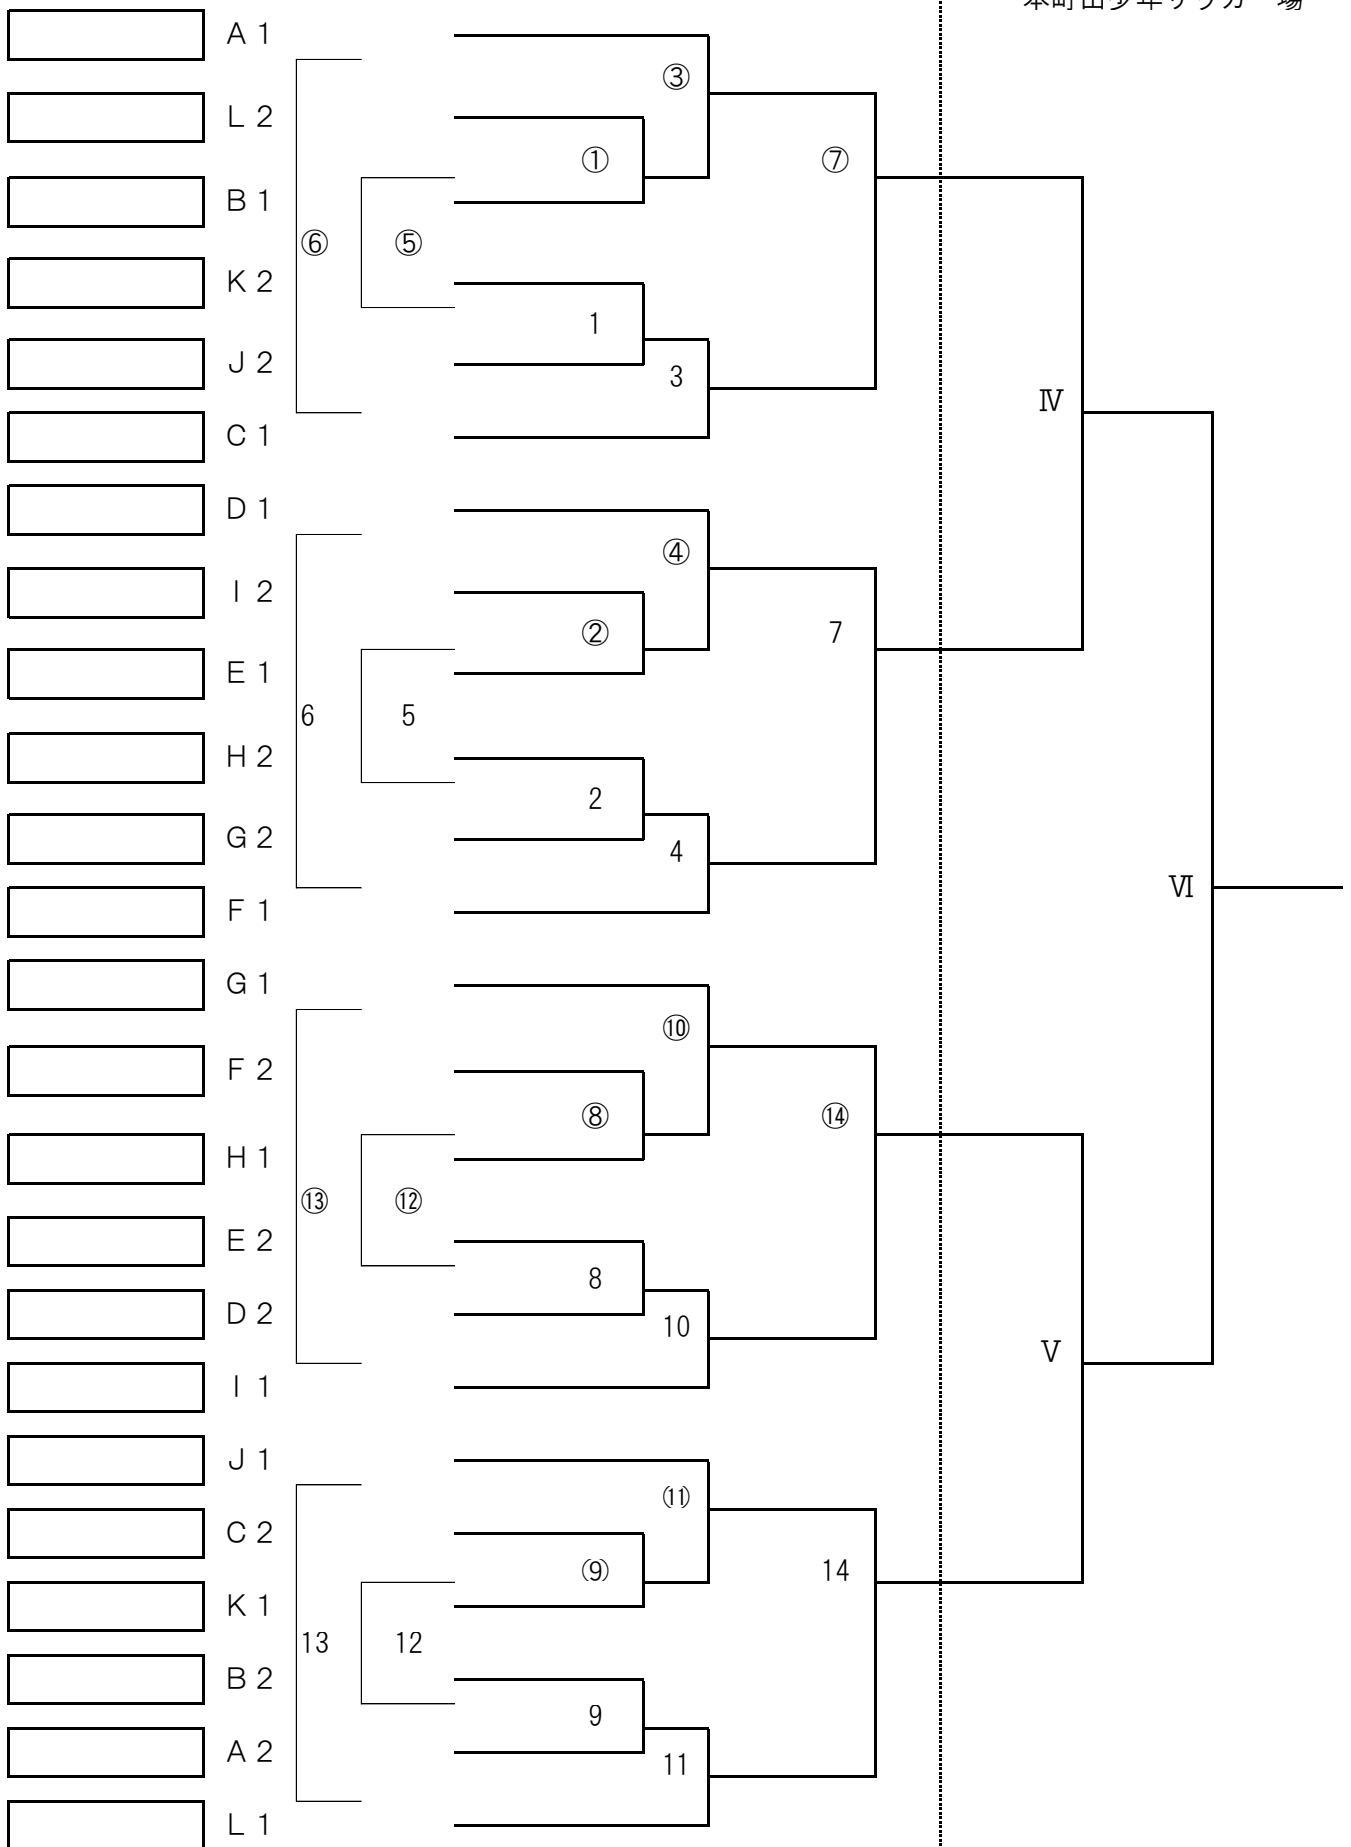 A 1
③
L 2
① ⑦
B 1
⑥ ⑤
K 2
1
J 2
3
Ⅳ
C 1
D 1
④
I 2
② 7
E 1
6 5
H 2
2
G 2
4
Ⅵ
F 1
G 1
⑩
F 2
⑧ ⑭
H 1
⑬ ⑫
E 2
8
D 2
10
Ⅴ
I 1
J 1
⑪
C 2
⑨ 14
K 1
13 12
B 2
9
A 2
11
L 1